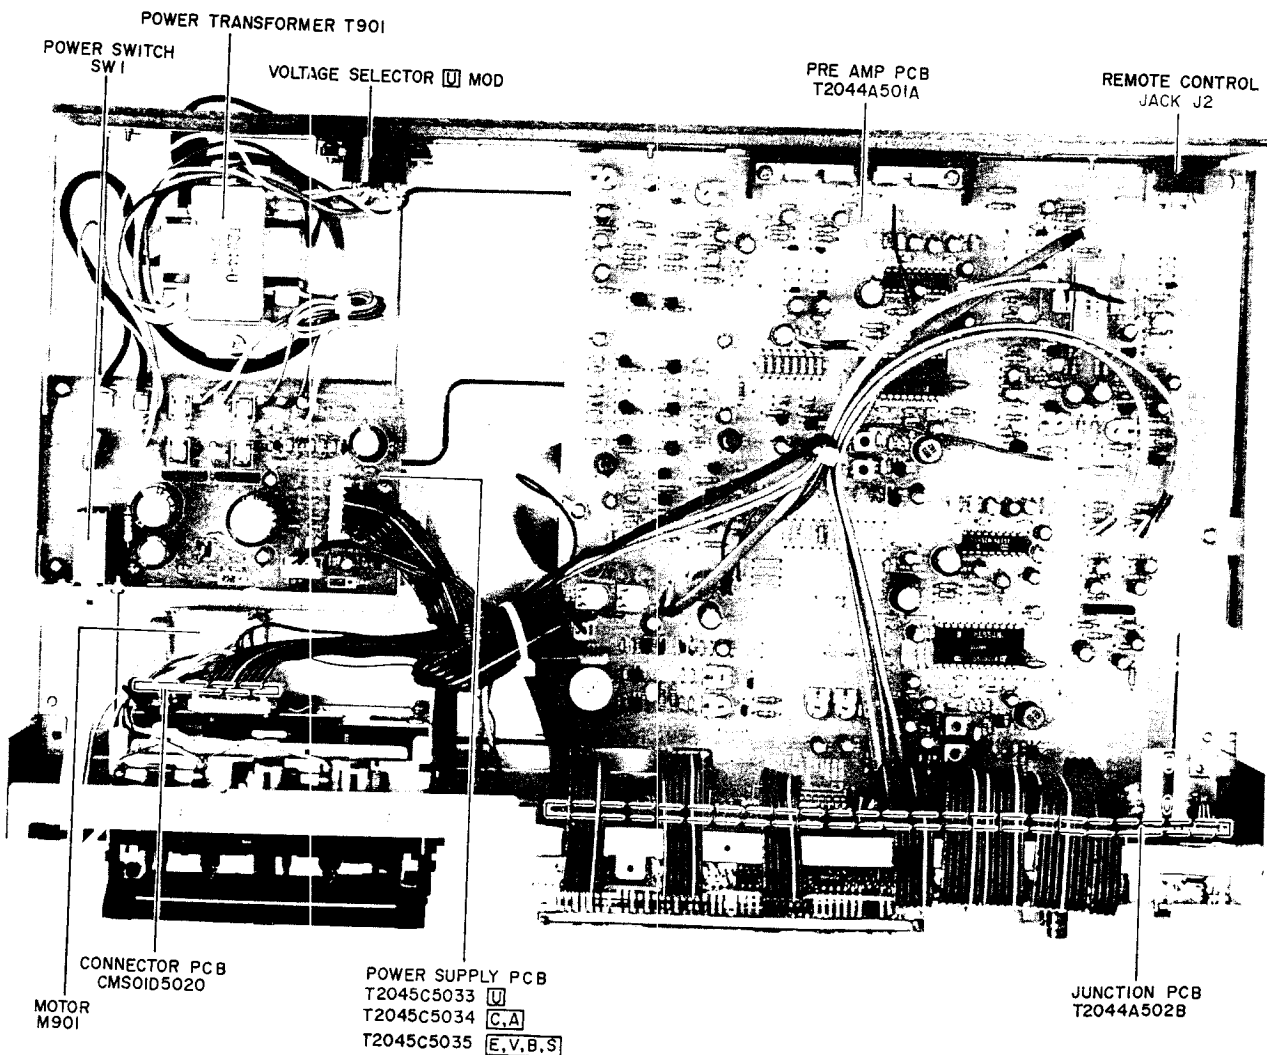 POWER TRANSFORMER T901
POWER SWITCH
SW1
VOLTAGE SELECTOR U MOD
PRE AMP PCB
T2044A501A
REMOTE CONTROL
JACK J2
CONNECTOR PCB
CMS01D5020
MOTOR
M901
POWER SUPPLY PCB
T2045C5033 U
T2045C5034 C,A
T2045C5035 E,V,B,S
JUNCTION PCB
T2044A502B